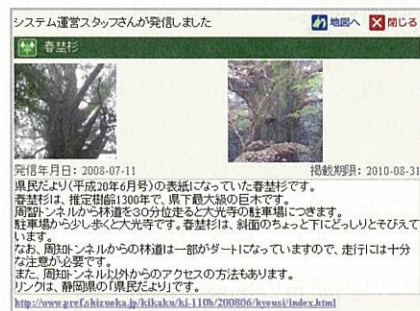 システム運営スタッフさんが発信しました 地図へ 閉じる
春埜杉
発信年月日: 2008-07-11 掲載期限: 2010-08-31
県民だより(平成20年6月号)の表紙になっていた春埜杉です。
春埜杉は、推定樹齢1300年で、県下最大級の巨木です。
周智トンネルから林道を30分位走ると大光寺の駐車場につきます。
駐車場から少し歩くと大光寺です。春埜杉は、斜面のちょっと下にどっしりとそびえて
います。
なお、周知トンネルからの林道は一部がダートになっていますので、走行には十分
な注意が必要です。
また、周知トンネル以外からのアクセスの方法もあります。
リンクは、静岡県の「県民だより」です。
http://www.pref.shizuoka.jp/kikaku/ki-110b/200806/kyousi/index.html